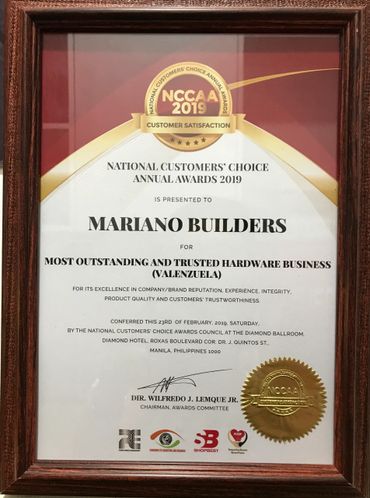 NATIONAL CUSTOMERS' CHOICE ANNUAL AWARDS
NCCAA
2019
CUSTOMER SATISFACTION
NATIONAL CUSTOMERS' CHOICE
ANNUAL AWARDS 2019
IS PRESENTED TO
MARIANO BUILDERS
FOR
MOST OUTSTANDING AND TRUSTED HARDWARE BUSINESS
(VALENZUELA)
FOR ITS EXCELLENCE IN COMPANY/BRAND REPUTATION, EXPERIENCE, INTEGRITY,
PRODUCT QUALITY AND CUSTOMERS' TRUSTWORTHINESS
CONFERRED THIS 23RD OF FEBRUARY, 2019, SATURDAY,
BY THE NATIONAL CUSTOMERS' CHOICE AWARDS COUNCIL AT THE DIAMOND BALLROOM,
DIAMOND HOTEL, ROXAS BOULEVARD COR. DR. J. QUINTOS ST.,
MANILA, PHILIPPINES 1000
DIR. WILFREDO J. LEMQUE JR.
CHAIRMAN, AWARDS COMMITTEE
NCCAA
SB
SHOPBEST